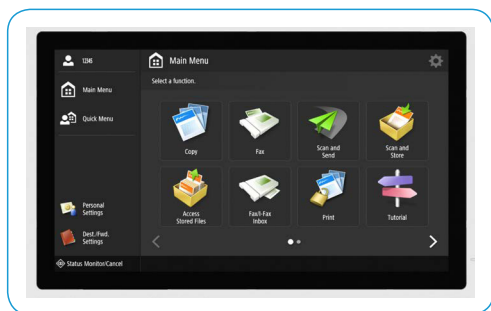 12345
Main Menu
Quick Menu
Personal
Settings
Dest./Fwd.
Settings
Status Monitor/Cancel
Main Menu
Select a function.
Copy
Fax
Scan and
Send
Scan and
Store
Access
Stored Files
Fax/I-Fax
Inbox
Print
Tutorial